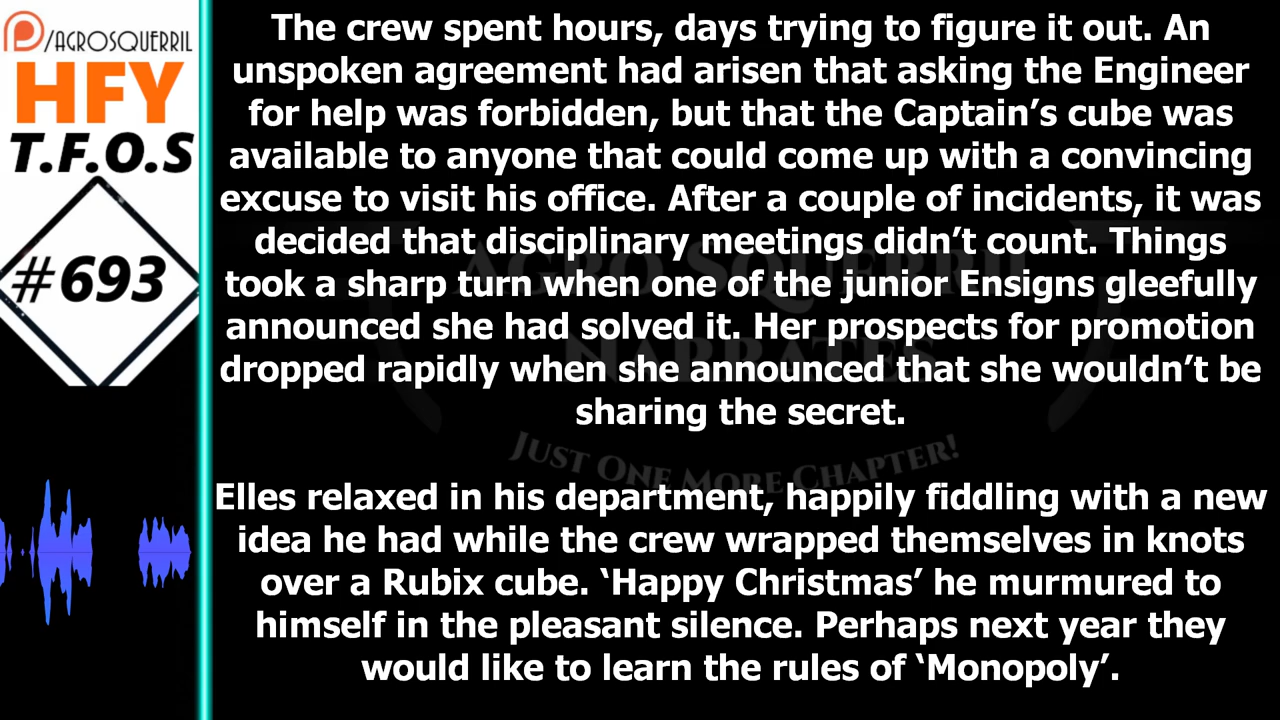 /AGROSQUERRIL
HFY
T.F.O.S
#693
The crew spent hours, days trying to figure it out. An
unspoken agreement had arisen that asking the Engineer
for help was forbidden, but that the Captain’s cube was
available to anyone that could come up with a convincing
excuse to visit his office. After a couple of incidents, it was
decided that disciplinary meetings didn’t count. Things
took a sharp turn when one of the junior Ensigns gleefully
announced she had solved it. Her prospects for promotion
dropped rapidly when she announced that she wouldn’t be
sharing the secret.
Elles relaxed in his department, happily fiddling with a new
idea he had while the crew wrapped themselves in knots
over a Rubix cube. ‘Happy Christmas’ he murmured to
himself in the pleasant silence. Perhaps next year they
would like to learn the rules of ‘Monopoly’.
AGRO SQUERRIL
NARRATES
JUST ONE MORE CHAPTER!